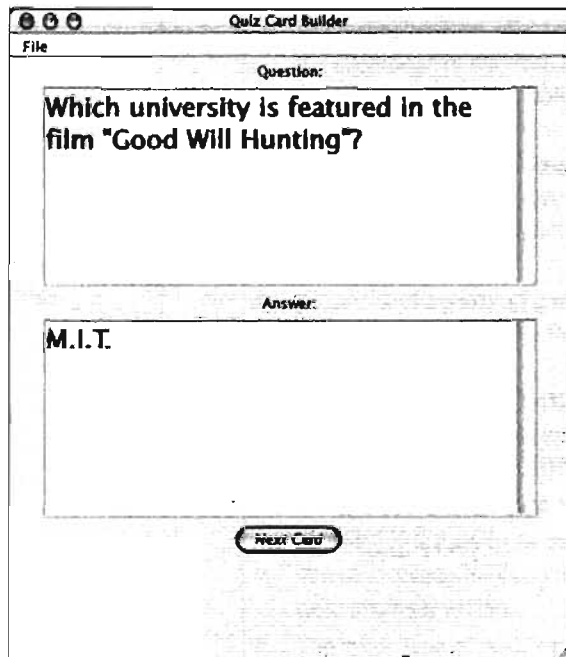 Quiz Card Builder
File
Question:
Which university is featured in the
film "Good Will Hunting"?
Answer:
M.I.T.
Next Card